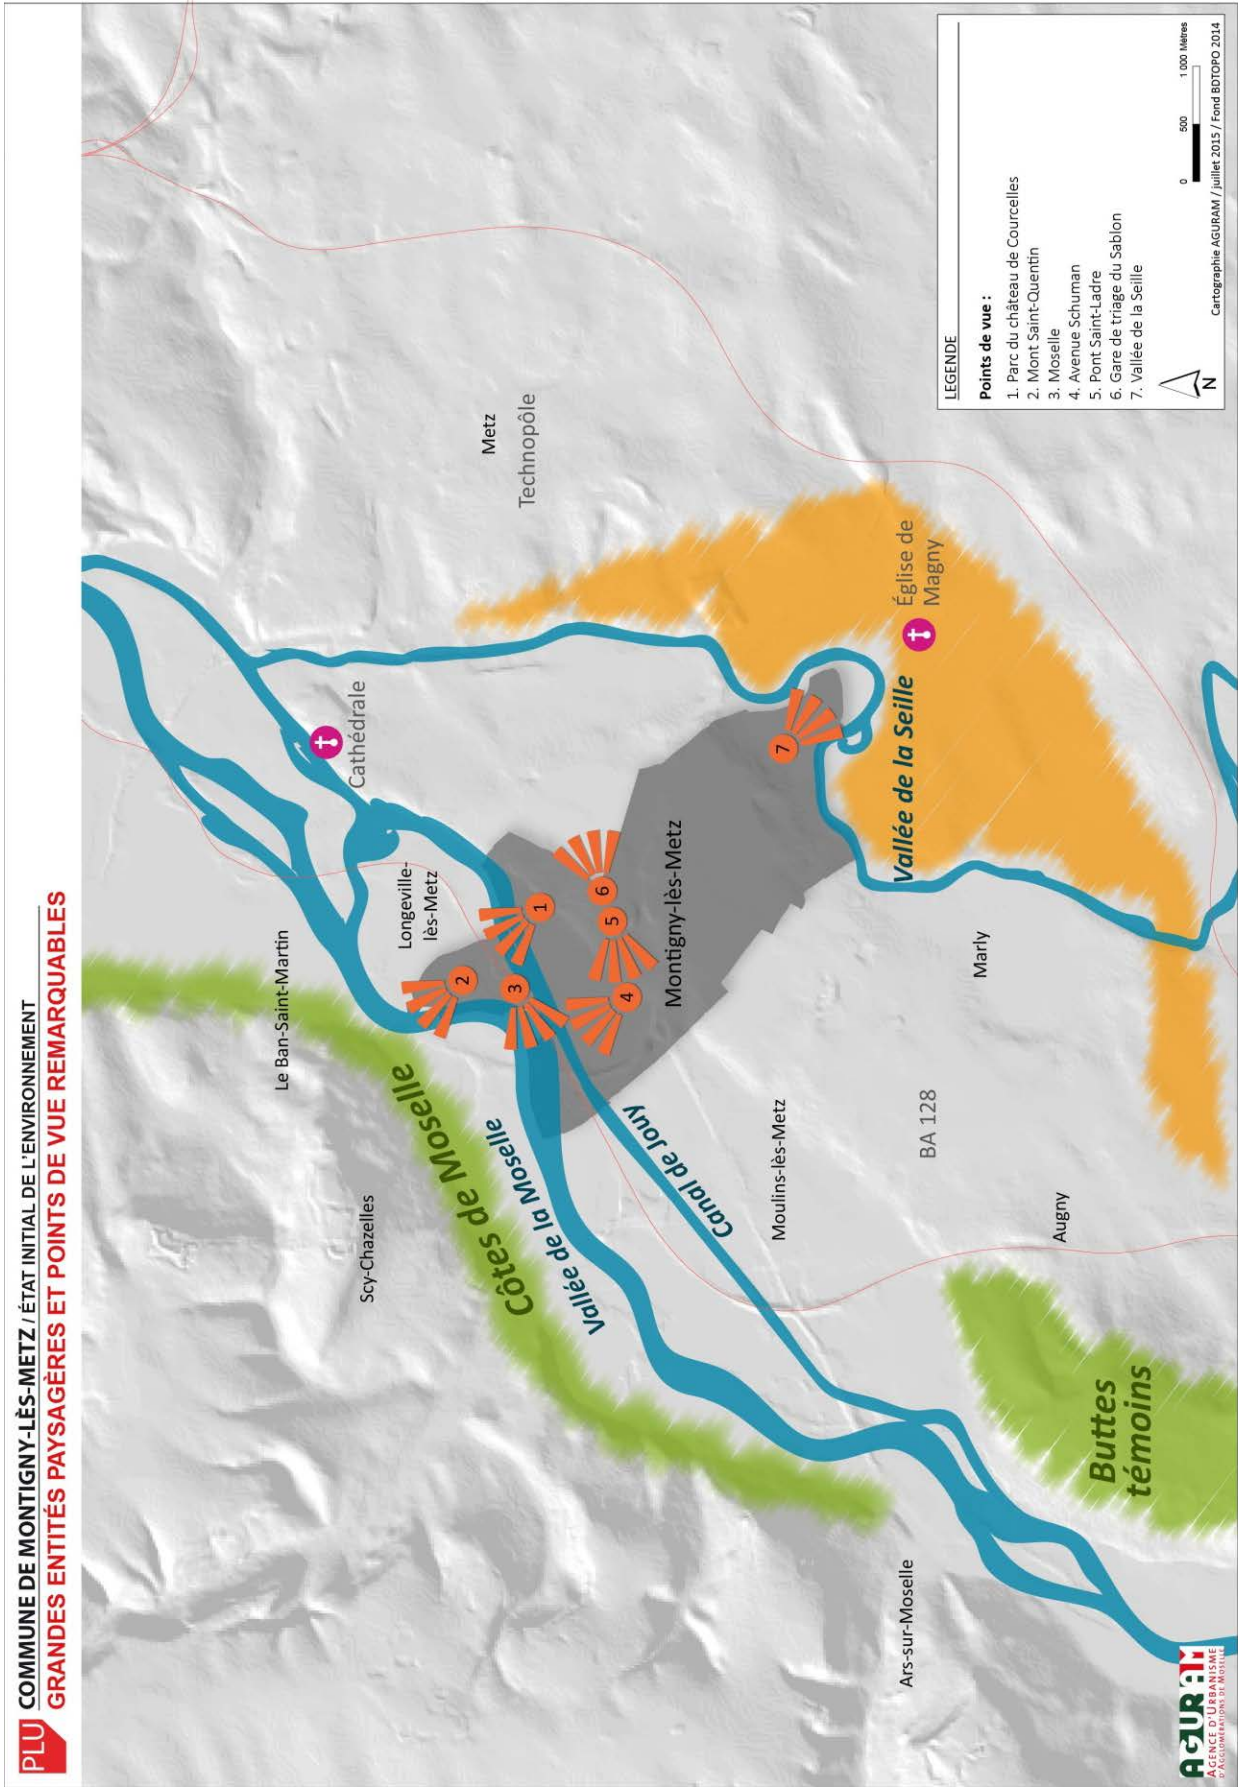 PLU
COMMUNE DE MONTIGNY-LÈS-METZ / ÉTAT INITIAL DE L'ENVIRONNEMENT
GRANDES ENTITÉS PAYSAGÈRES ET POINTS DE VUE REMARQUABLES
Le Ban-Saint-Martin
Cathédrale
Scy-Chazelles
Longeville-
lès-Metz
Côtes de Moselle
Vallée de la Moselle
Metz
Technopôle
2
3
1
6
5
4
Montigny-lès-Metz
Canal de Jouy
7
Moulins-lès-Metz
Vallée de la Seille
Église de
Magny
BA 128
Marly
Ars-sur-Moselle
Augny
Buttes
témoins
LEGENDE
Points de vue :
1. Parc du château de Courcelles
2. Mont Saint-Quentin
3. Moselle
4. Avenue Schuman
5. Pont Saint-Ladre
6. Gare de triage du Sablon
7. Vallée de la Seille
N
0 500 1 000 Mètres
Cartographie AGURAM / juillet 2015 / Fond BDTOPO 2014
AGURAM
AGENCE D'URBANISME
D'AGGLOMÉRATIONS DE MOSELLE